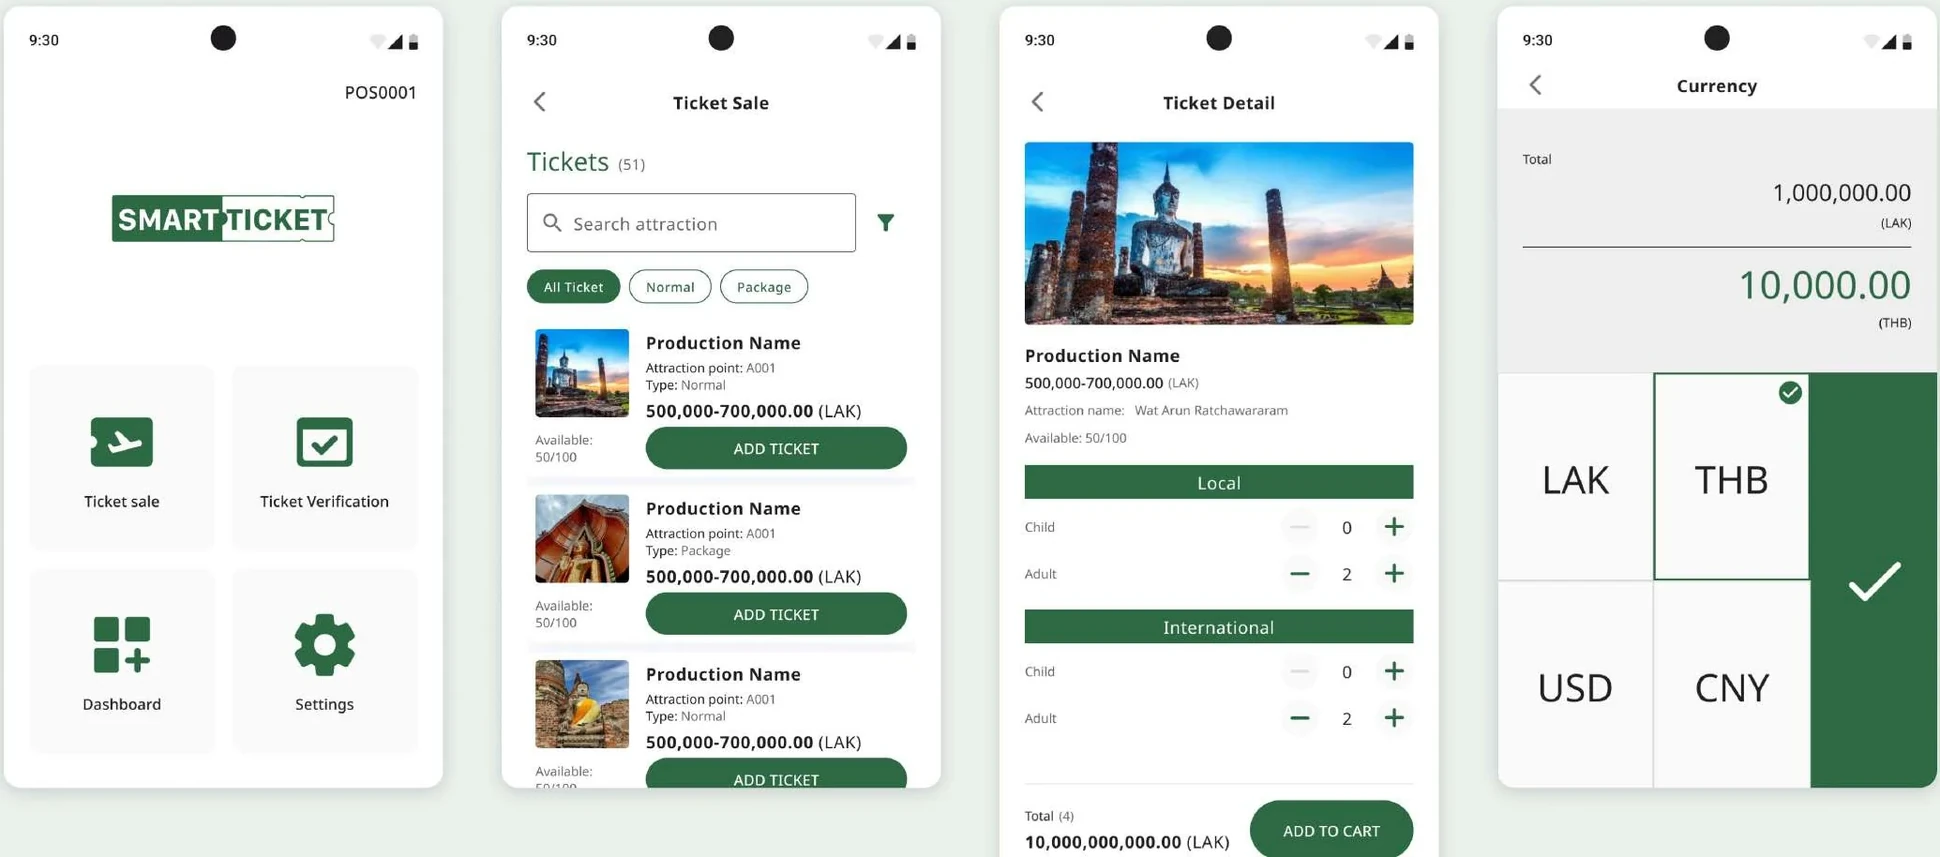 9:30
POS0001
SMART TICKET
Ticket sale
Ticket Verification
Dashboard
Settings
9:30
Ticket Sale
Tickets (51)
Search attraction
All Ticket
Normal
Package
Production Name
Attraction point: A001
Type: Normal
500,000-700,000.00 (LAK)
Available:
50/100
ADD TICKET
Production Name
Attraction point: A001
Type: Package
500,000-700,000.00 (LAK)
Available:
50/100
ADD TICKET
Production Name
Attraction point: A001
Type: Normal
500,000-700,000.00 (LAK)
Available:
50/100
ADD TICKET
9:30
Ticket Detail
Production Name
500,000-700,000.00 (LAK)
Attraction name: Wat Arun Ratchawararam
Available: 50/100
Local
Child 0
Adult 2
International
Child 0
Adult 2
Total (4)
10,000,000,000.00 (LAK)
ADD TO CART
9:30
Currency
Total
1,000,000.00
(LAK)
10,000.00
(THB)
LAK
THB
USD
CNY